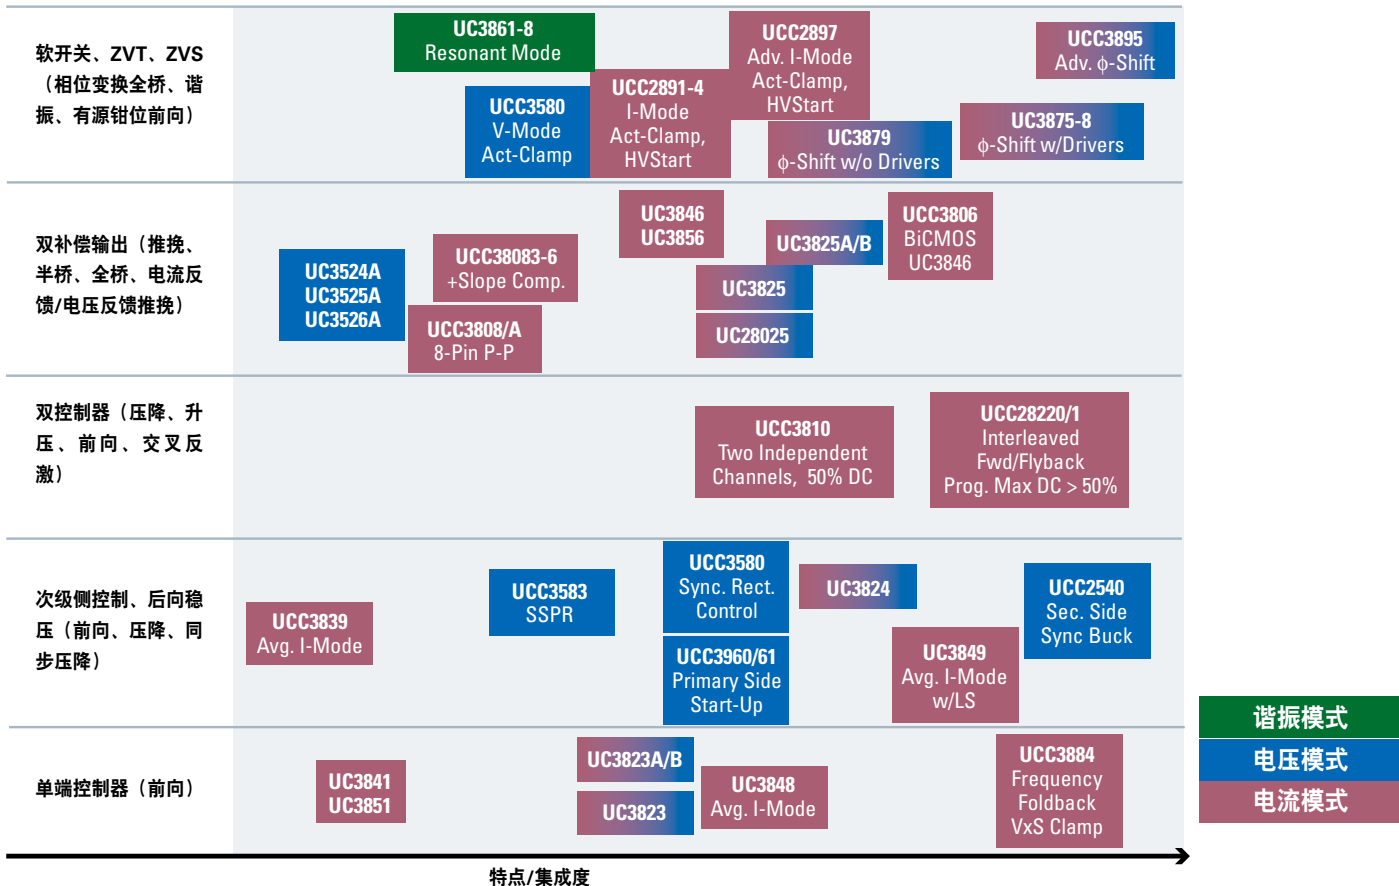 软开关、ZVT、ZVS
（相位变换全桥、谐
振、有源钳位前向）
UC3861-8
Resonant Mode
UCC3580
V-Mode
Act-Clamp
UCC2891-4
I-Mode
Act-Clamp,
HVStart
UCC2897
Adv. I-Mode
Act-Clamp,
HVStart
UC3879
ϕ-Shift w/o Drivers
UCC3895
Adv. ϕ-Shift
UC3875-8
ϕ-Shift w/Drivers
双补偿输出（推挽、
半桥、全桥、电流反
馈/电压反馈推挽）
UC3524A
UC3525A
UC3526A
UCC38083-6
+Slope Comp.
UCC3808/A
8-Pin P-P
UC3846
UC3856
UC3825A/B
UC3825
UC28025
UCC3806
BiCMOS
UC3846
双控制器（压降、升
压、前向、交叉反
激）
UCC3810
Two Independent
Channels, 50% DC
UCC28220/1
Interleaved
Fwd/Flyback
Prog. Max DC > 50%
次级侧控制、后向稳
压（前向、压降、同
步压降）
UCC3839
Avg. I-Mode
UCC3583
SSPR
UCC3580
Sync. Rect.
Control
UCC3960/61
Primary Side
Start-Up
UC3824
UC3849
Avg. I-Mode
w/LS
UCC2540
Sec. Side
Sync Buck
单端控制器（前向）
UC3841
UC3851
UC3823A/B
UC3823
UC3848
Avg. I-Mode
UCC3884
Frequency
Foldback
VxS Clamp
谐振模式
电压模式
电流模式
特点/集成度